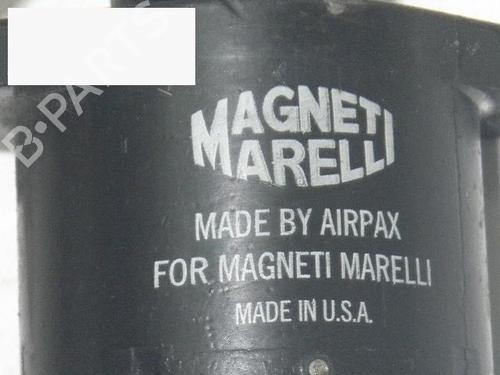 B-PARTS
MAGNETI
MARELLI
MADE BY AIRPAX
FOR MAGNETI MARELLI
MADE IN U.S.A.